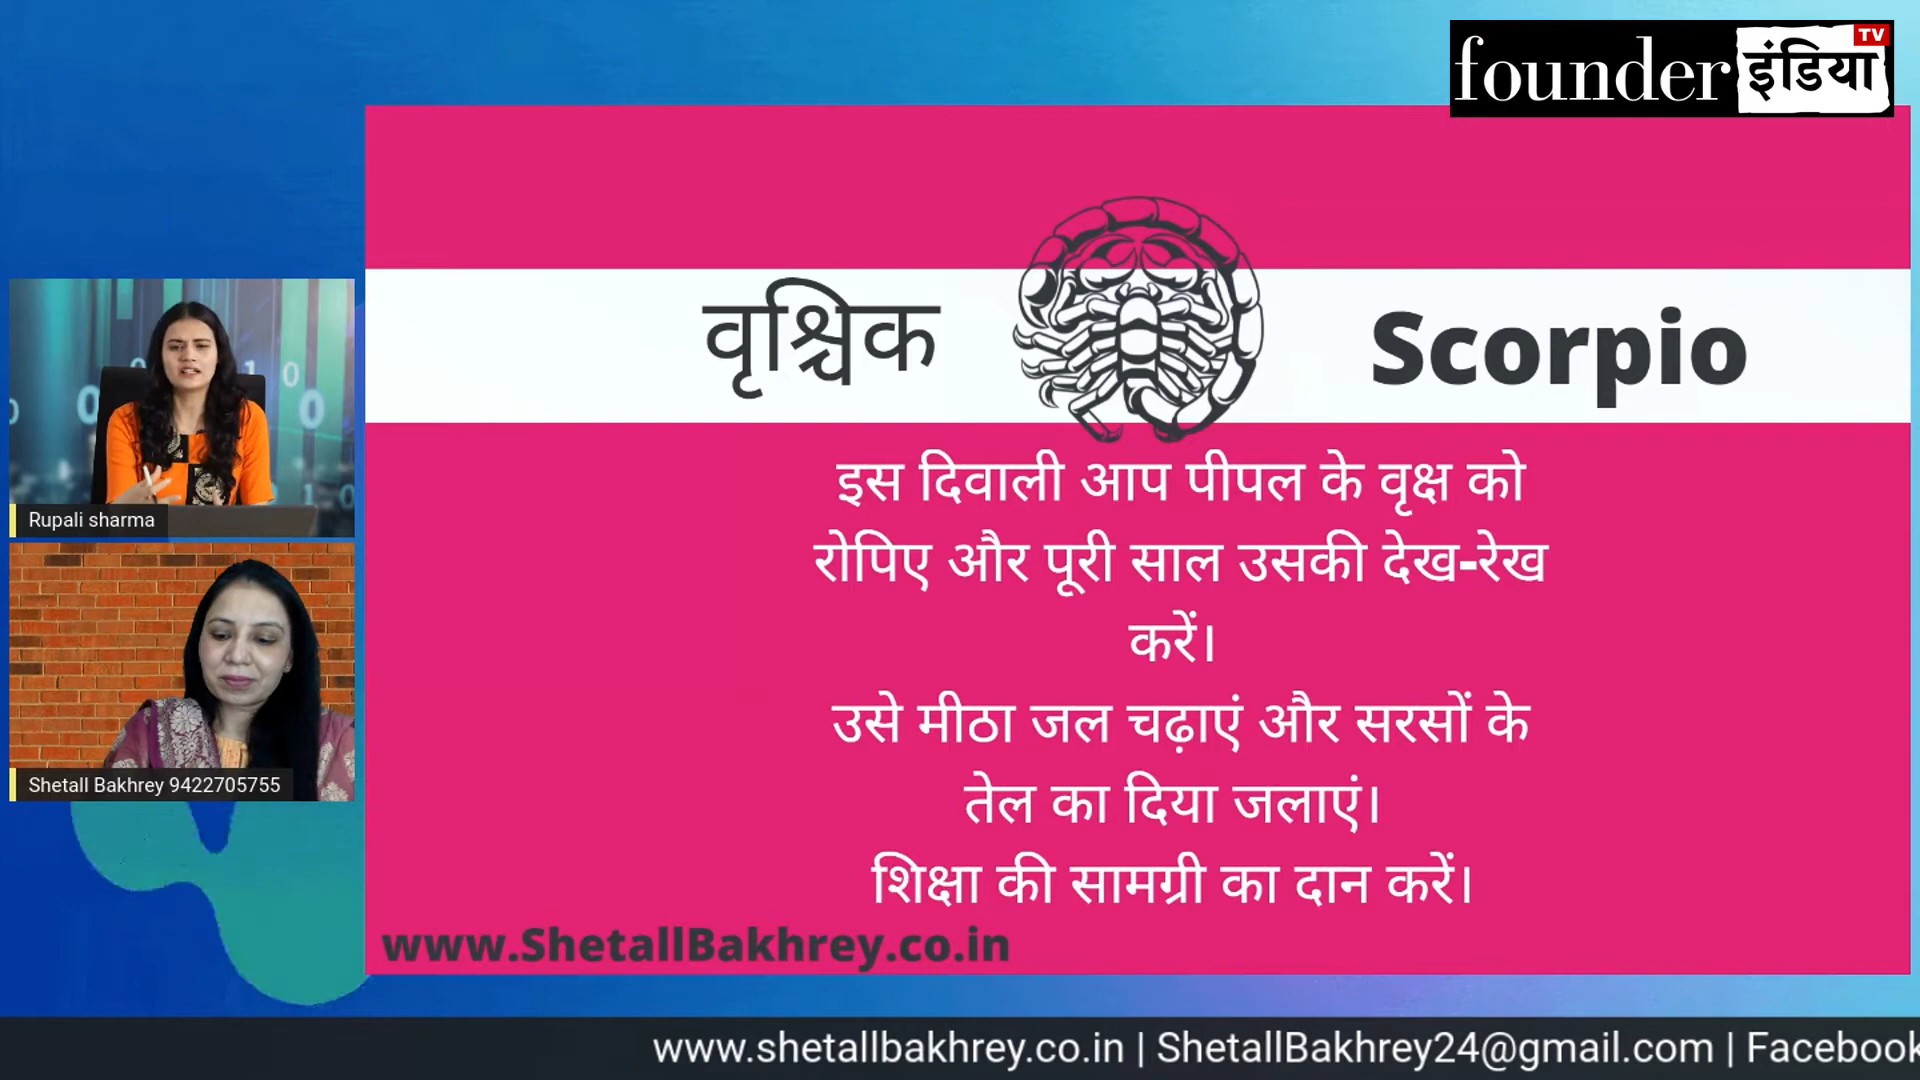 founder इंडिया TV
वृश्चिक Scorpio
इस दिवाली आप पीपल के वृक्ष को
रोपिए और पूरी साल उसकी देख-रेख
करें।
उसे मीठा जल चढ़ाएं और सरसों के
तेल का दिया जलाएं।
शिक्षा की सामग्री का दान करें।
www.ShetallBakhrey.co.in
Rupali sharma
Shetall Bakhrey 9422705755
www.shetallbakhrey.co.in | ShetallBakhrey24@gmail.com | Facebook